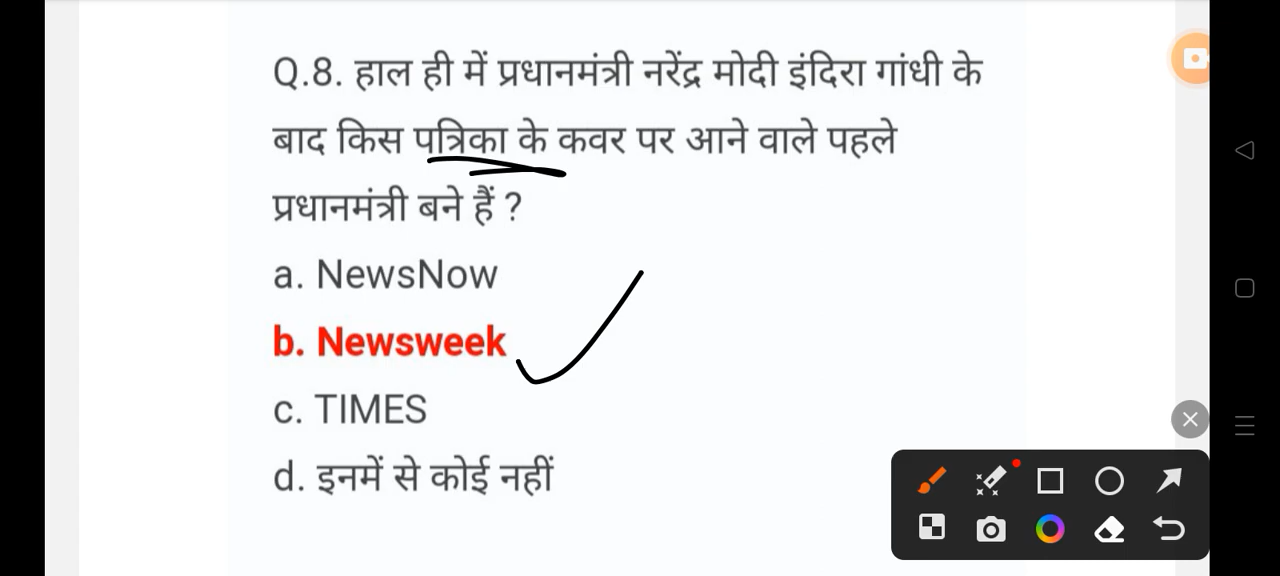 Q.8. हाल ही में प्रधानमंत्री नरेंद्र मोदी इंदिरा गांधी के
बाद किस पत्रिका के कवर पर आने वाले पहले
प्रधानमंत्री बने हैं ?
a. NewsNow
b. Newsweek
c. TIMES
d. इनमें से कोई नहीं